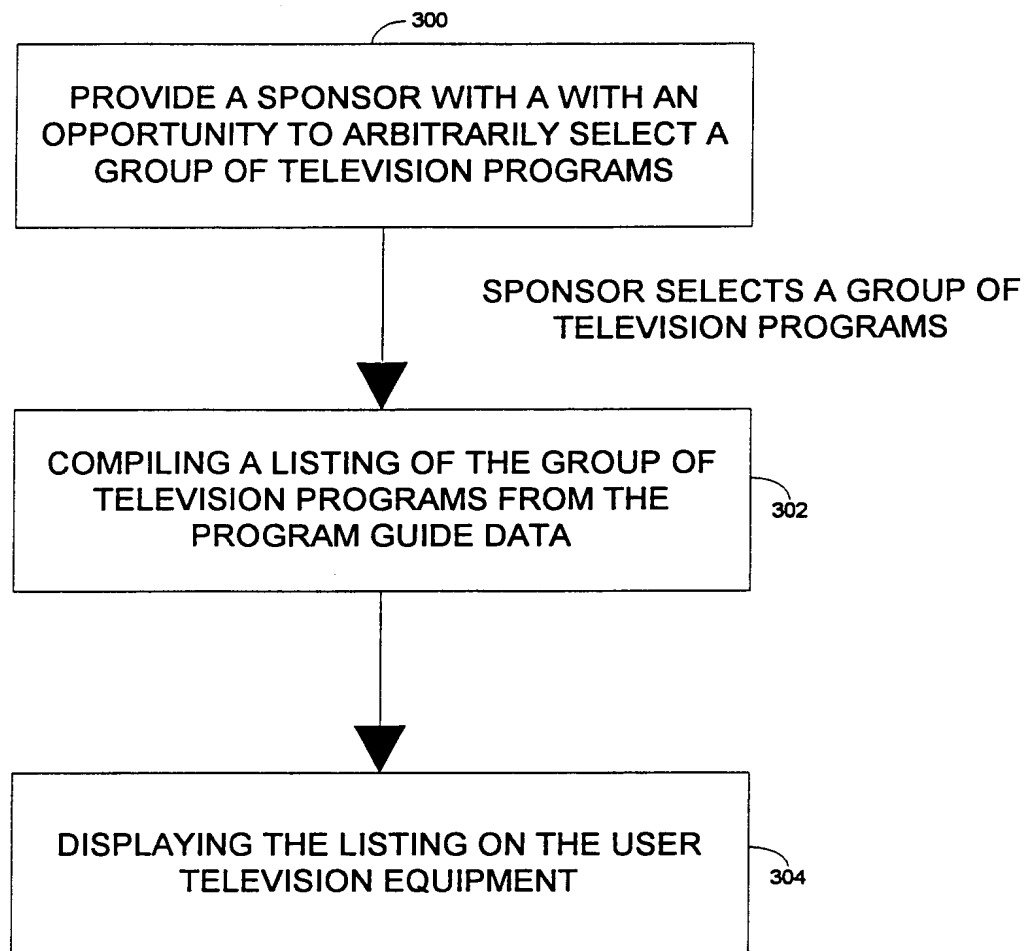 300
PROVIDE A SPONSOR WITH A WITH AN
OPPORTUNITY TO ARBITRARILY SELECT A
GROUP OF TELEVISION PROGRAMS
SPONSOR SELECTS A GROUP OF
TELEVISION PROGRAMS
COMPILING A LISTING OF THE GROUP OF
TELEVISION PROGRAMS FROM THE
PROGRAM GUIDE DATA
302
DISPLAYING THE LISTING ON THE USER
TELEVISION EQUIPMENT
304